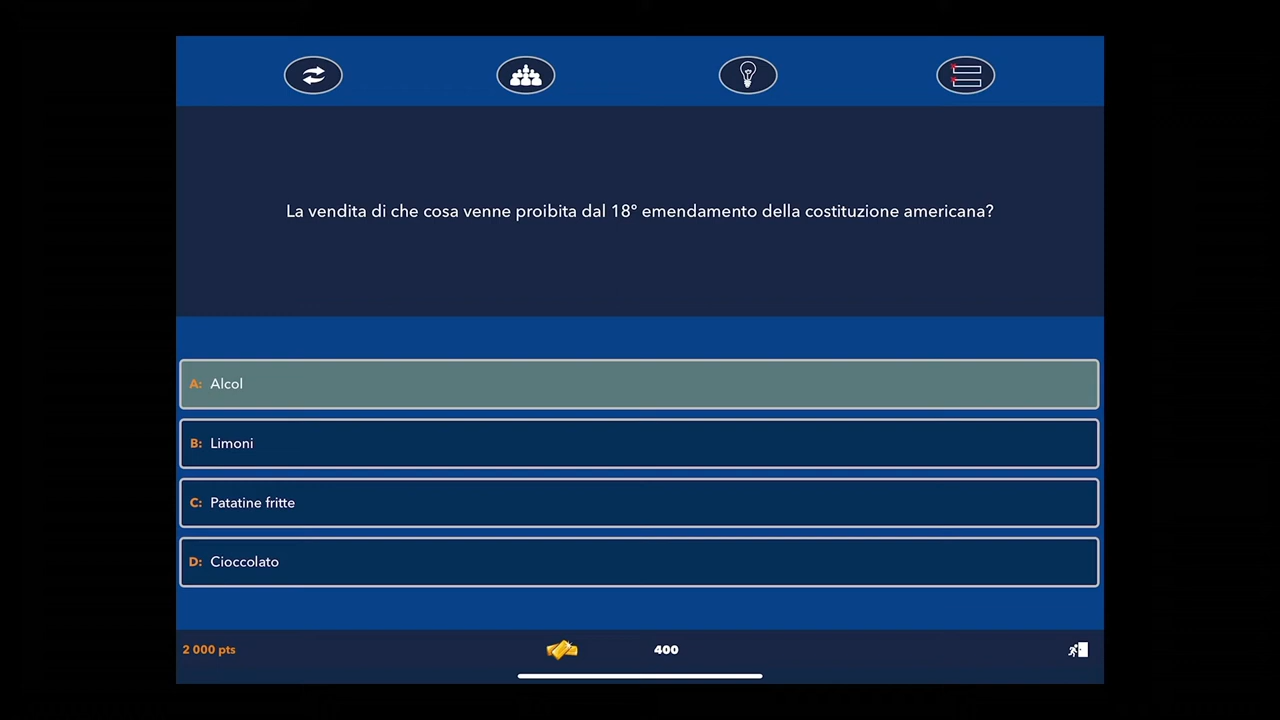 La vendita di che cosa venne proibita dal 18º emendamento della costituzione americana?
A: Alcol
B: Limoni
C: Patatine fritte
D: Cioccolato
2 000 pts
400